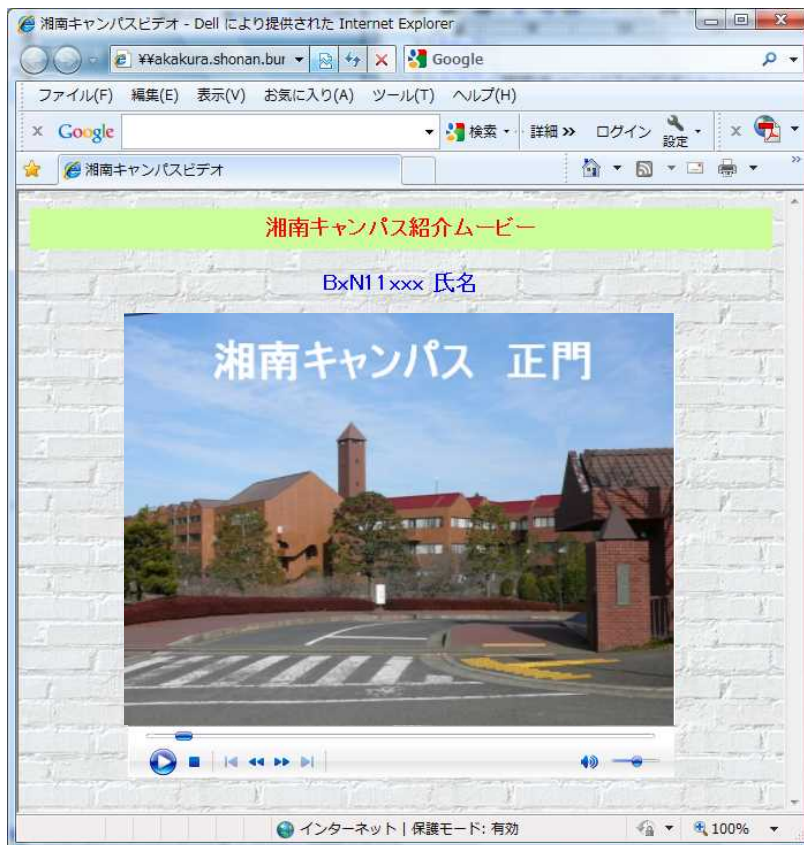 湘南キャンパスビデオ - Dell により提供された Internet Explorer
¥¥akakura.shonan.bur
Google
ファイル(F) 編集(E) 表示(V) お気に入り(A) ツール(T) ヘルプ(H)
x Google 検索 詳細 ログイン 設定 x
湘南キャンパスビデオ
湘南キャンパス紹介ムービー
BxN11xxx 氏名
湘南キャンパス 正門
インターネット | 保護モード: 有効 100%